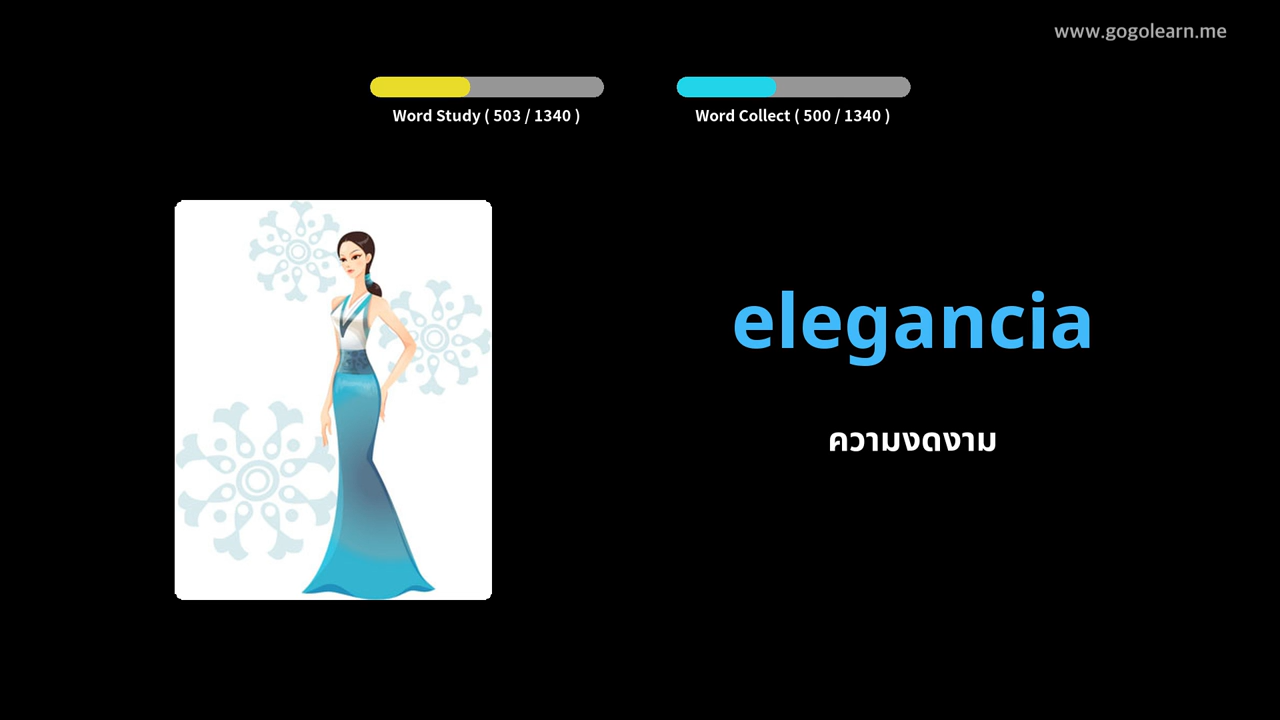 www.gogolearn.me
Word Study ( 503 / 1340 )
Word Collect ( 500 / 1340 )
elegancia
ความงดงาม